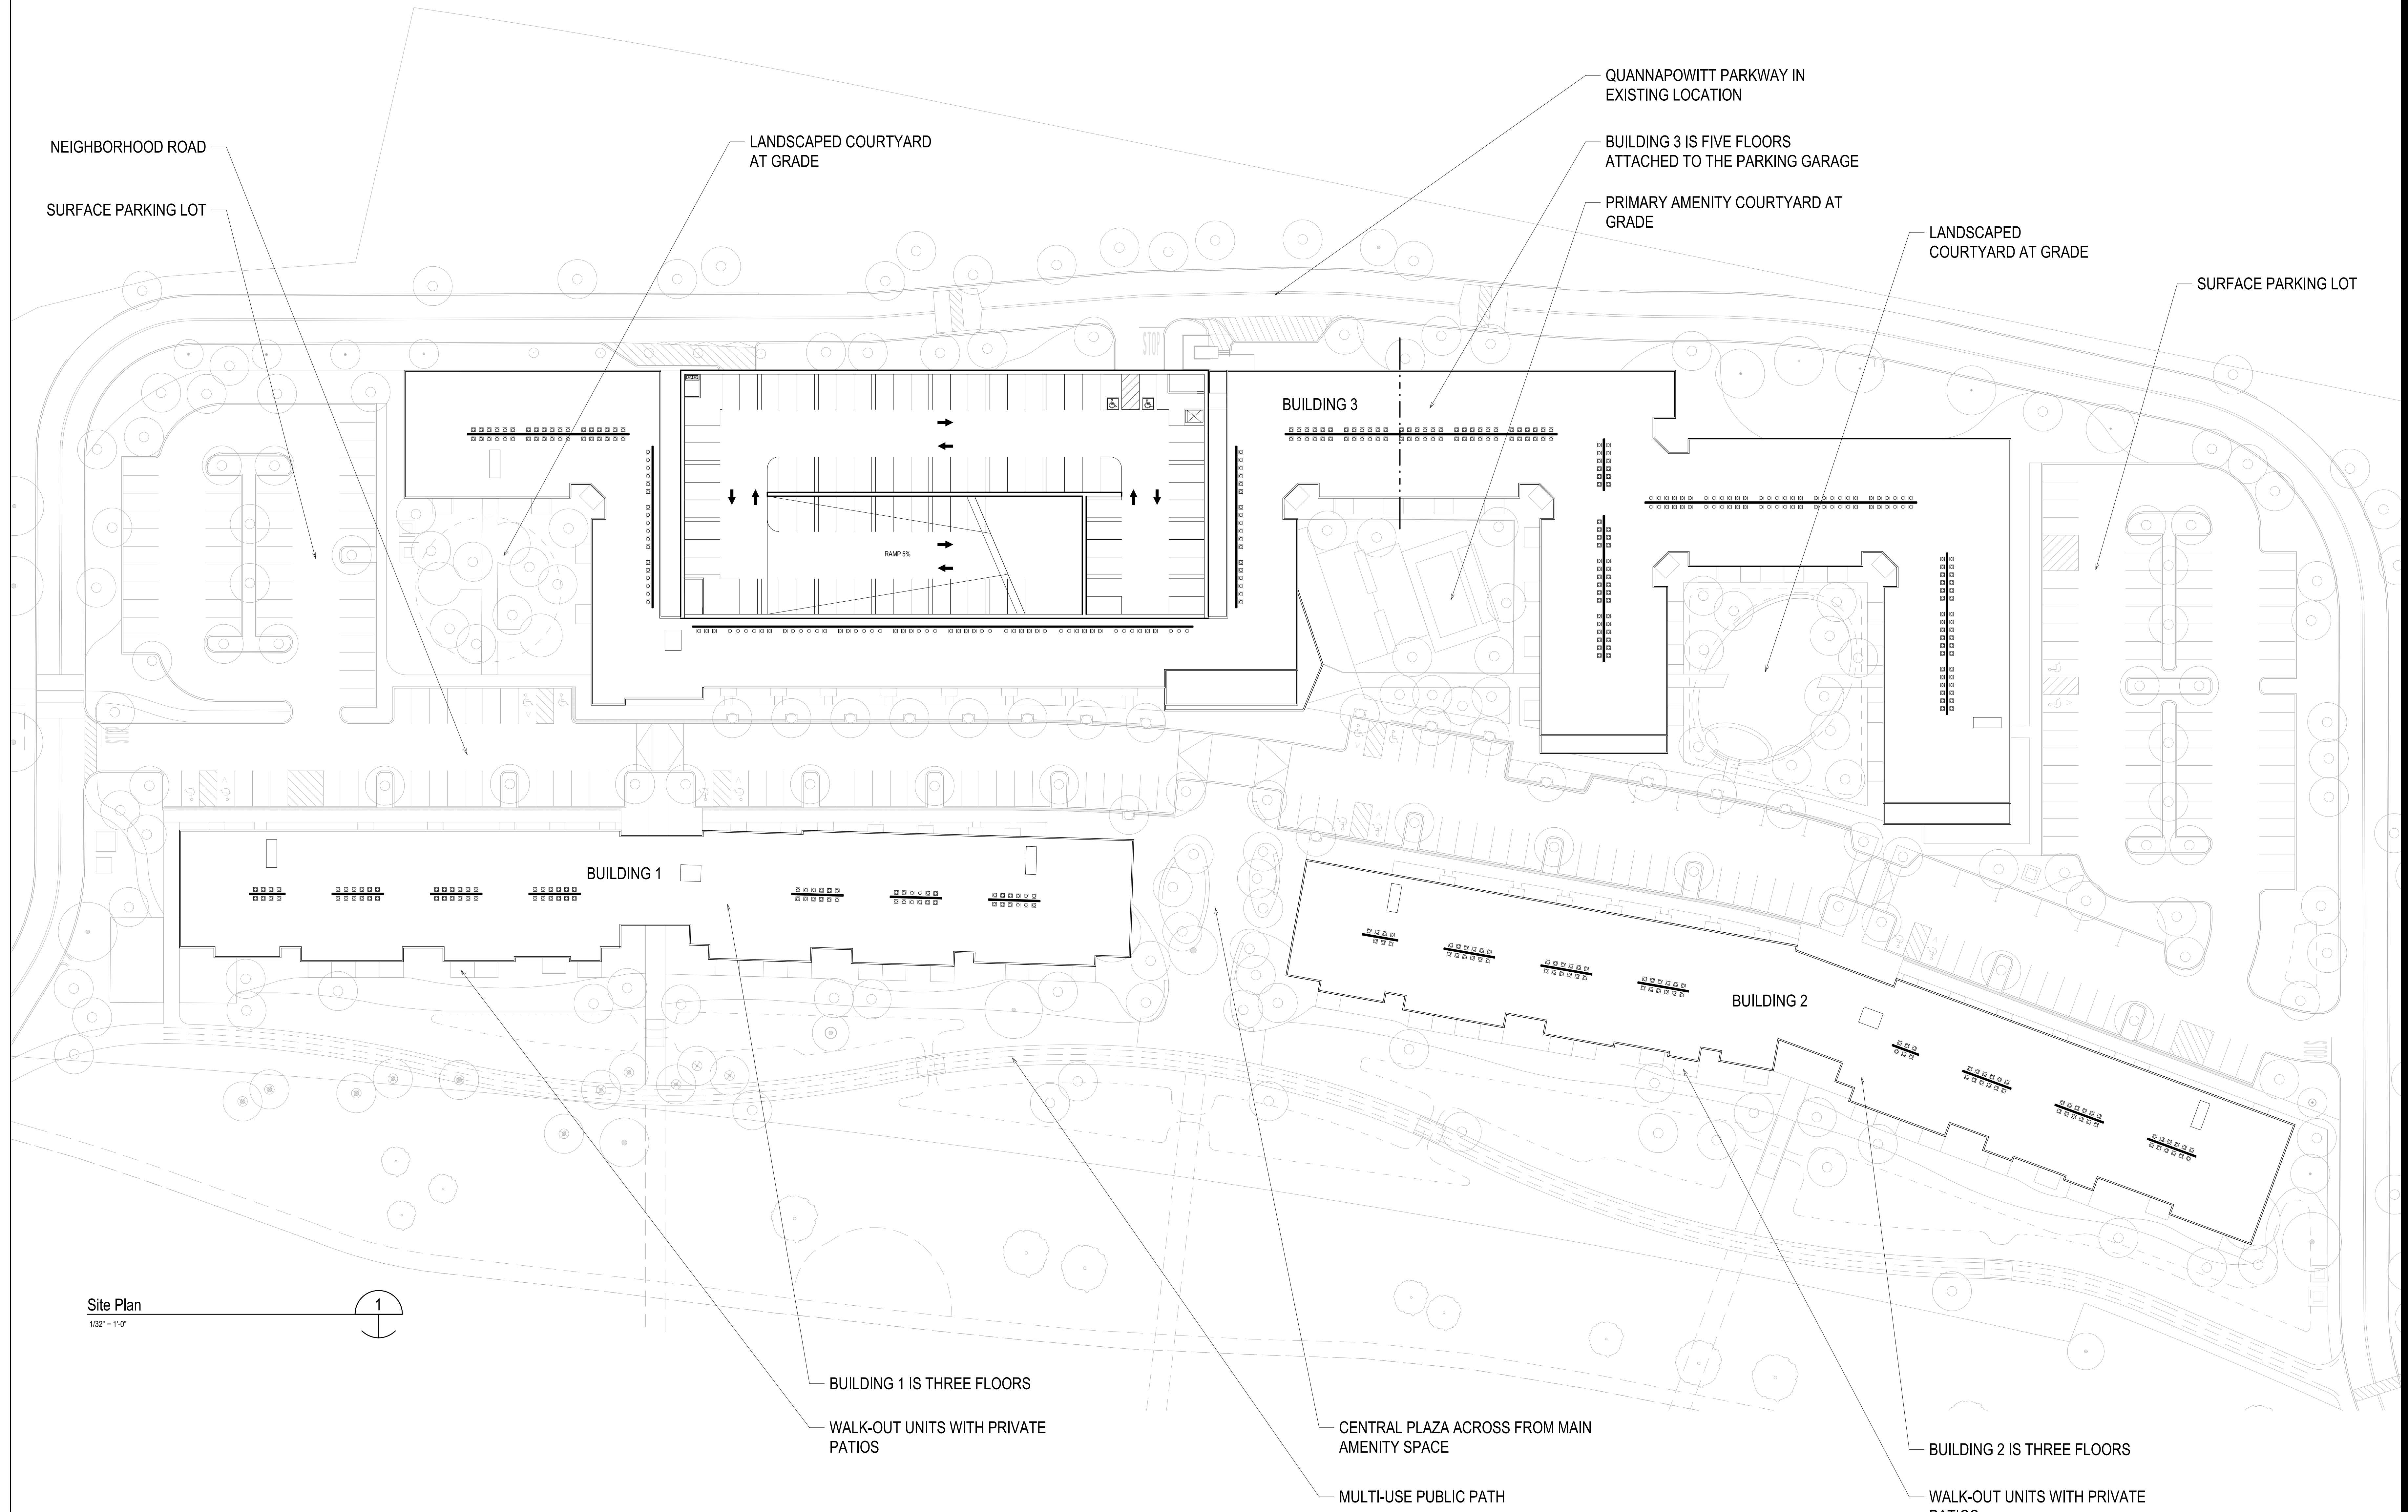 QUANNAPOWITT PARKWAY IN
EXISTING LOCATION
NEIGHBORHOOD ROAD
LANDSCAPED COURTYARD
AT GRADE
BUILDING 3 IS FIVE FLOORS
ATTACHED TO THE PARKING GARAGE
SURFACE PARKING LOT
PRIMARY AMENITY COURTYARD AT
GRADE
LANDSCAPED
COURTYARD AT GRADE
SURFACE PARKING LOT
BUILDING 3
RAMP 5%
BUILDING 1
BUILDING 2
Site Plan
1/32" = 1'-0"
1
BUILDING 1 IS THREE FLOORS
WALK-OUT UNITS WITH PRIVATE
PATIOS
CENTRAL PLAZA ACROSS FROM MAIN
AMENITY SPACE
MULTI-USE PUBLIC PATH
BUILDING 2 IS THREE FLOORS
WALK-OUT UNITS WITH PRIVATE
PATIOS